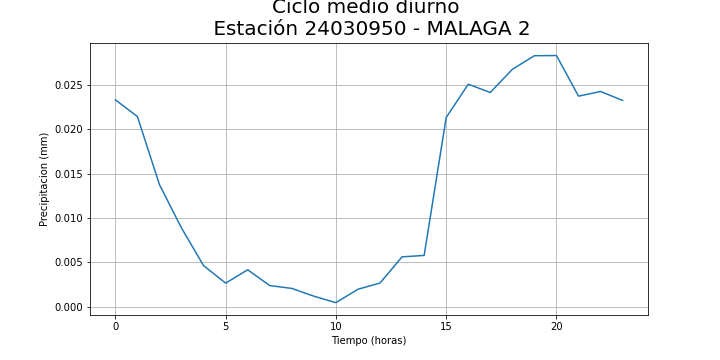 Ciclo medio diurno
Estación 24030950 - MALAGA 2
0.025
0.020
0.015
0.010
0.005
0.000
Precipitacion (mm)
0 5 10 15 20
Tiempo (horas)